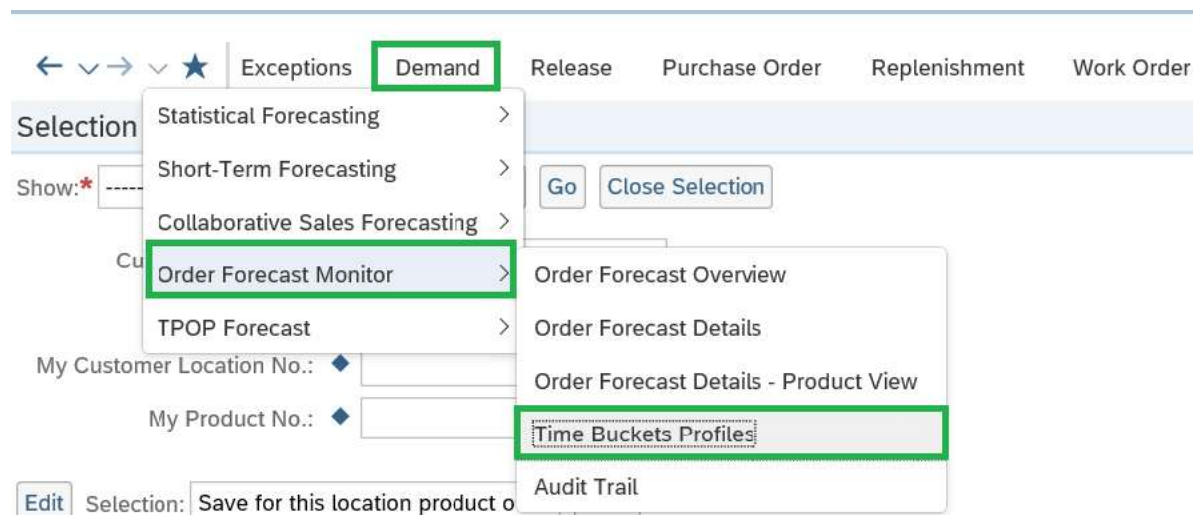 Exceptions Demand Release Purchase Order Replenishment Work Order
Selection
Statistical Forecasting
Short-Term Forecasting
Show:* -----
Go Close Selection
Collaborative Sales Forecasting
Cu
Order Forecast Monitor
Order Forecast Overview
TPOP Forecast
Order Forecast Details
My Customer Location No.:
Order Forecast Details - Product View
My Product No.:
Time Buckets Profiles
Audit Trail
Edit Selection: Save for this location product o